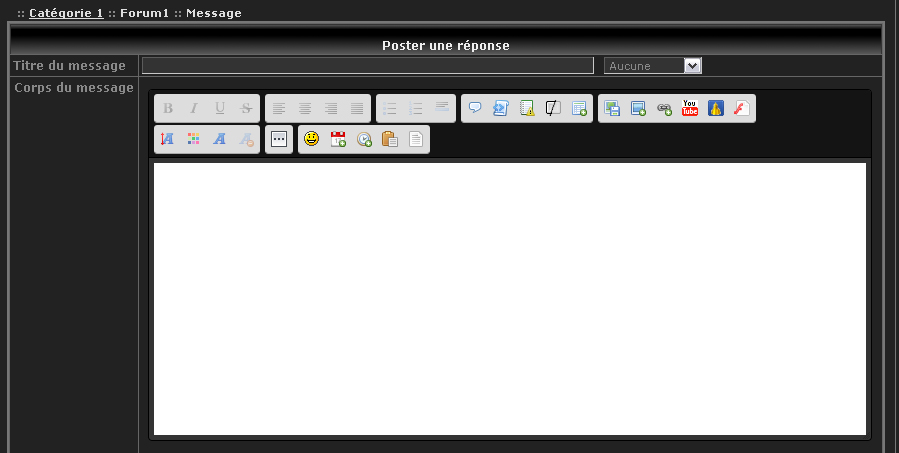 :: Catégorie 1 :: Forum1 :: Message
Poster une réponse
Titre du message
Aucune
Corps du message
B I U S
You Tube
A A A